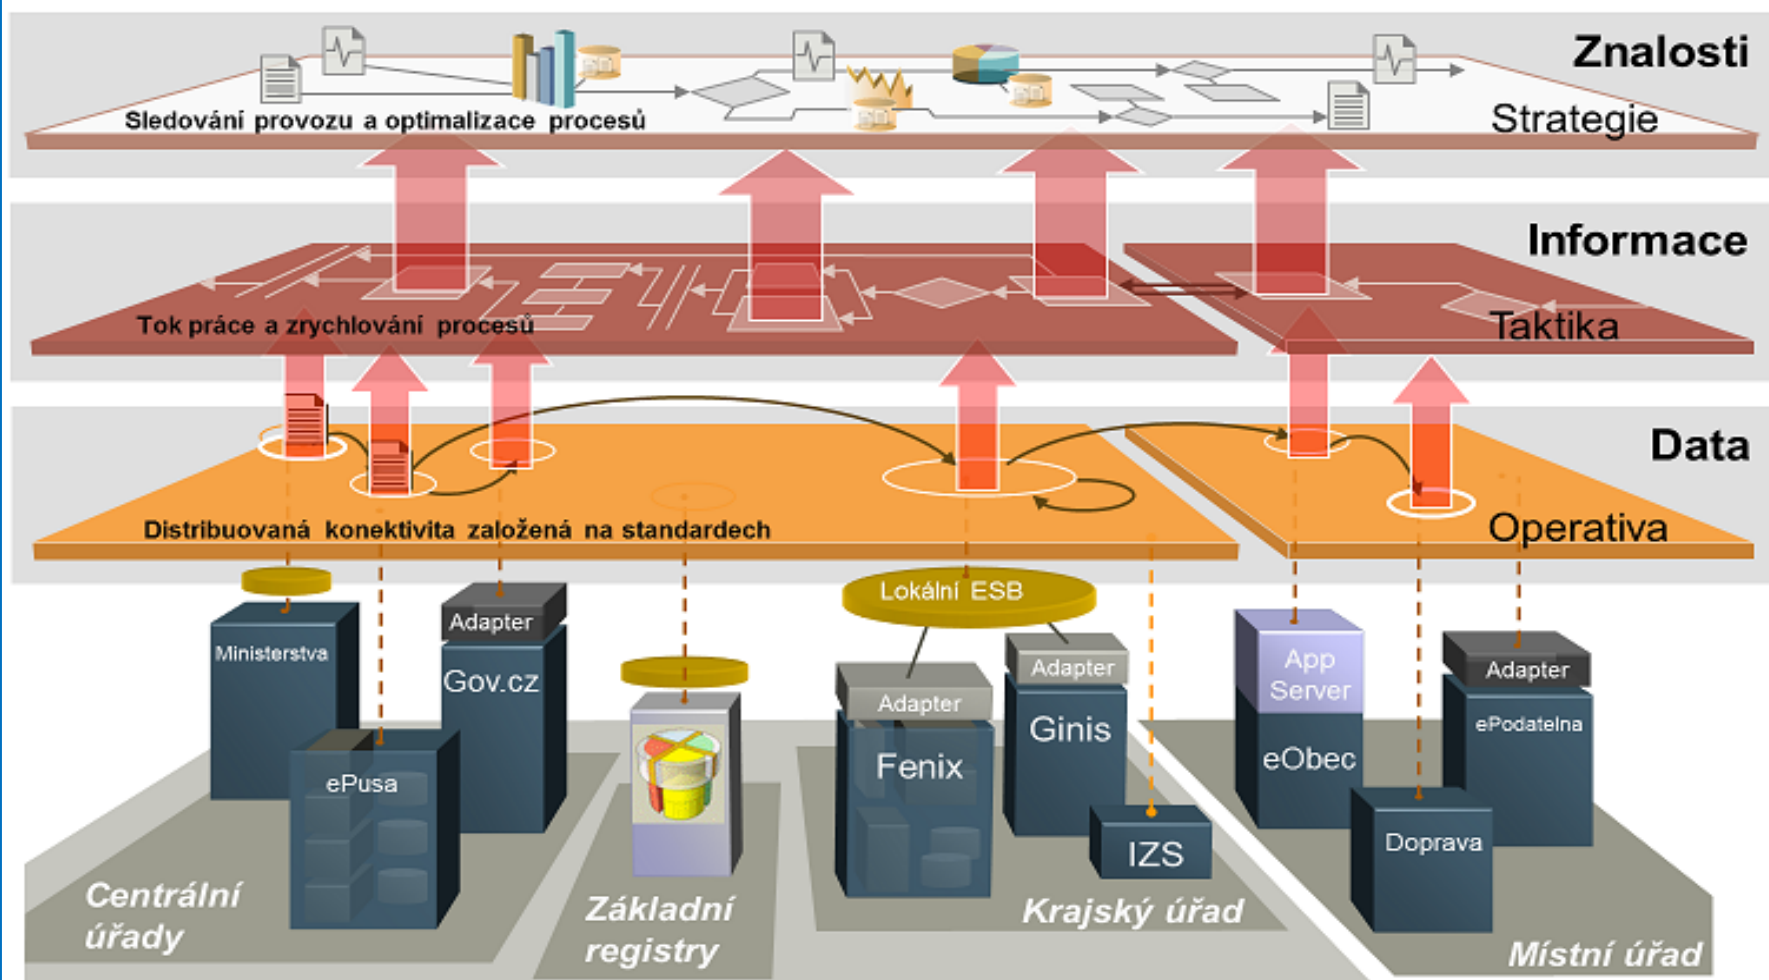 Znalosti
Sledování provozu a optimalizace procesů
Strategie
Informace
Tok práce a zrychlování procesů
Taktika
Data
Distribuovaná konektivita založená na standardech
Operativa
Lokální ESB
Ministerstva
Adapter
Gov.cz
ePusa
Adapter
Fenix
Adapter
Ginis
IZS
App
Server
eObec
Adapter
ePodatelna
Doprava
Centrální
úřady
Základní
registry
Krajský úřad
Místní úřad